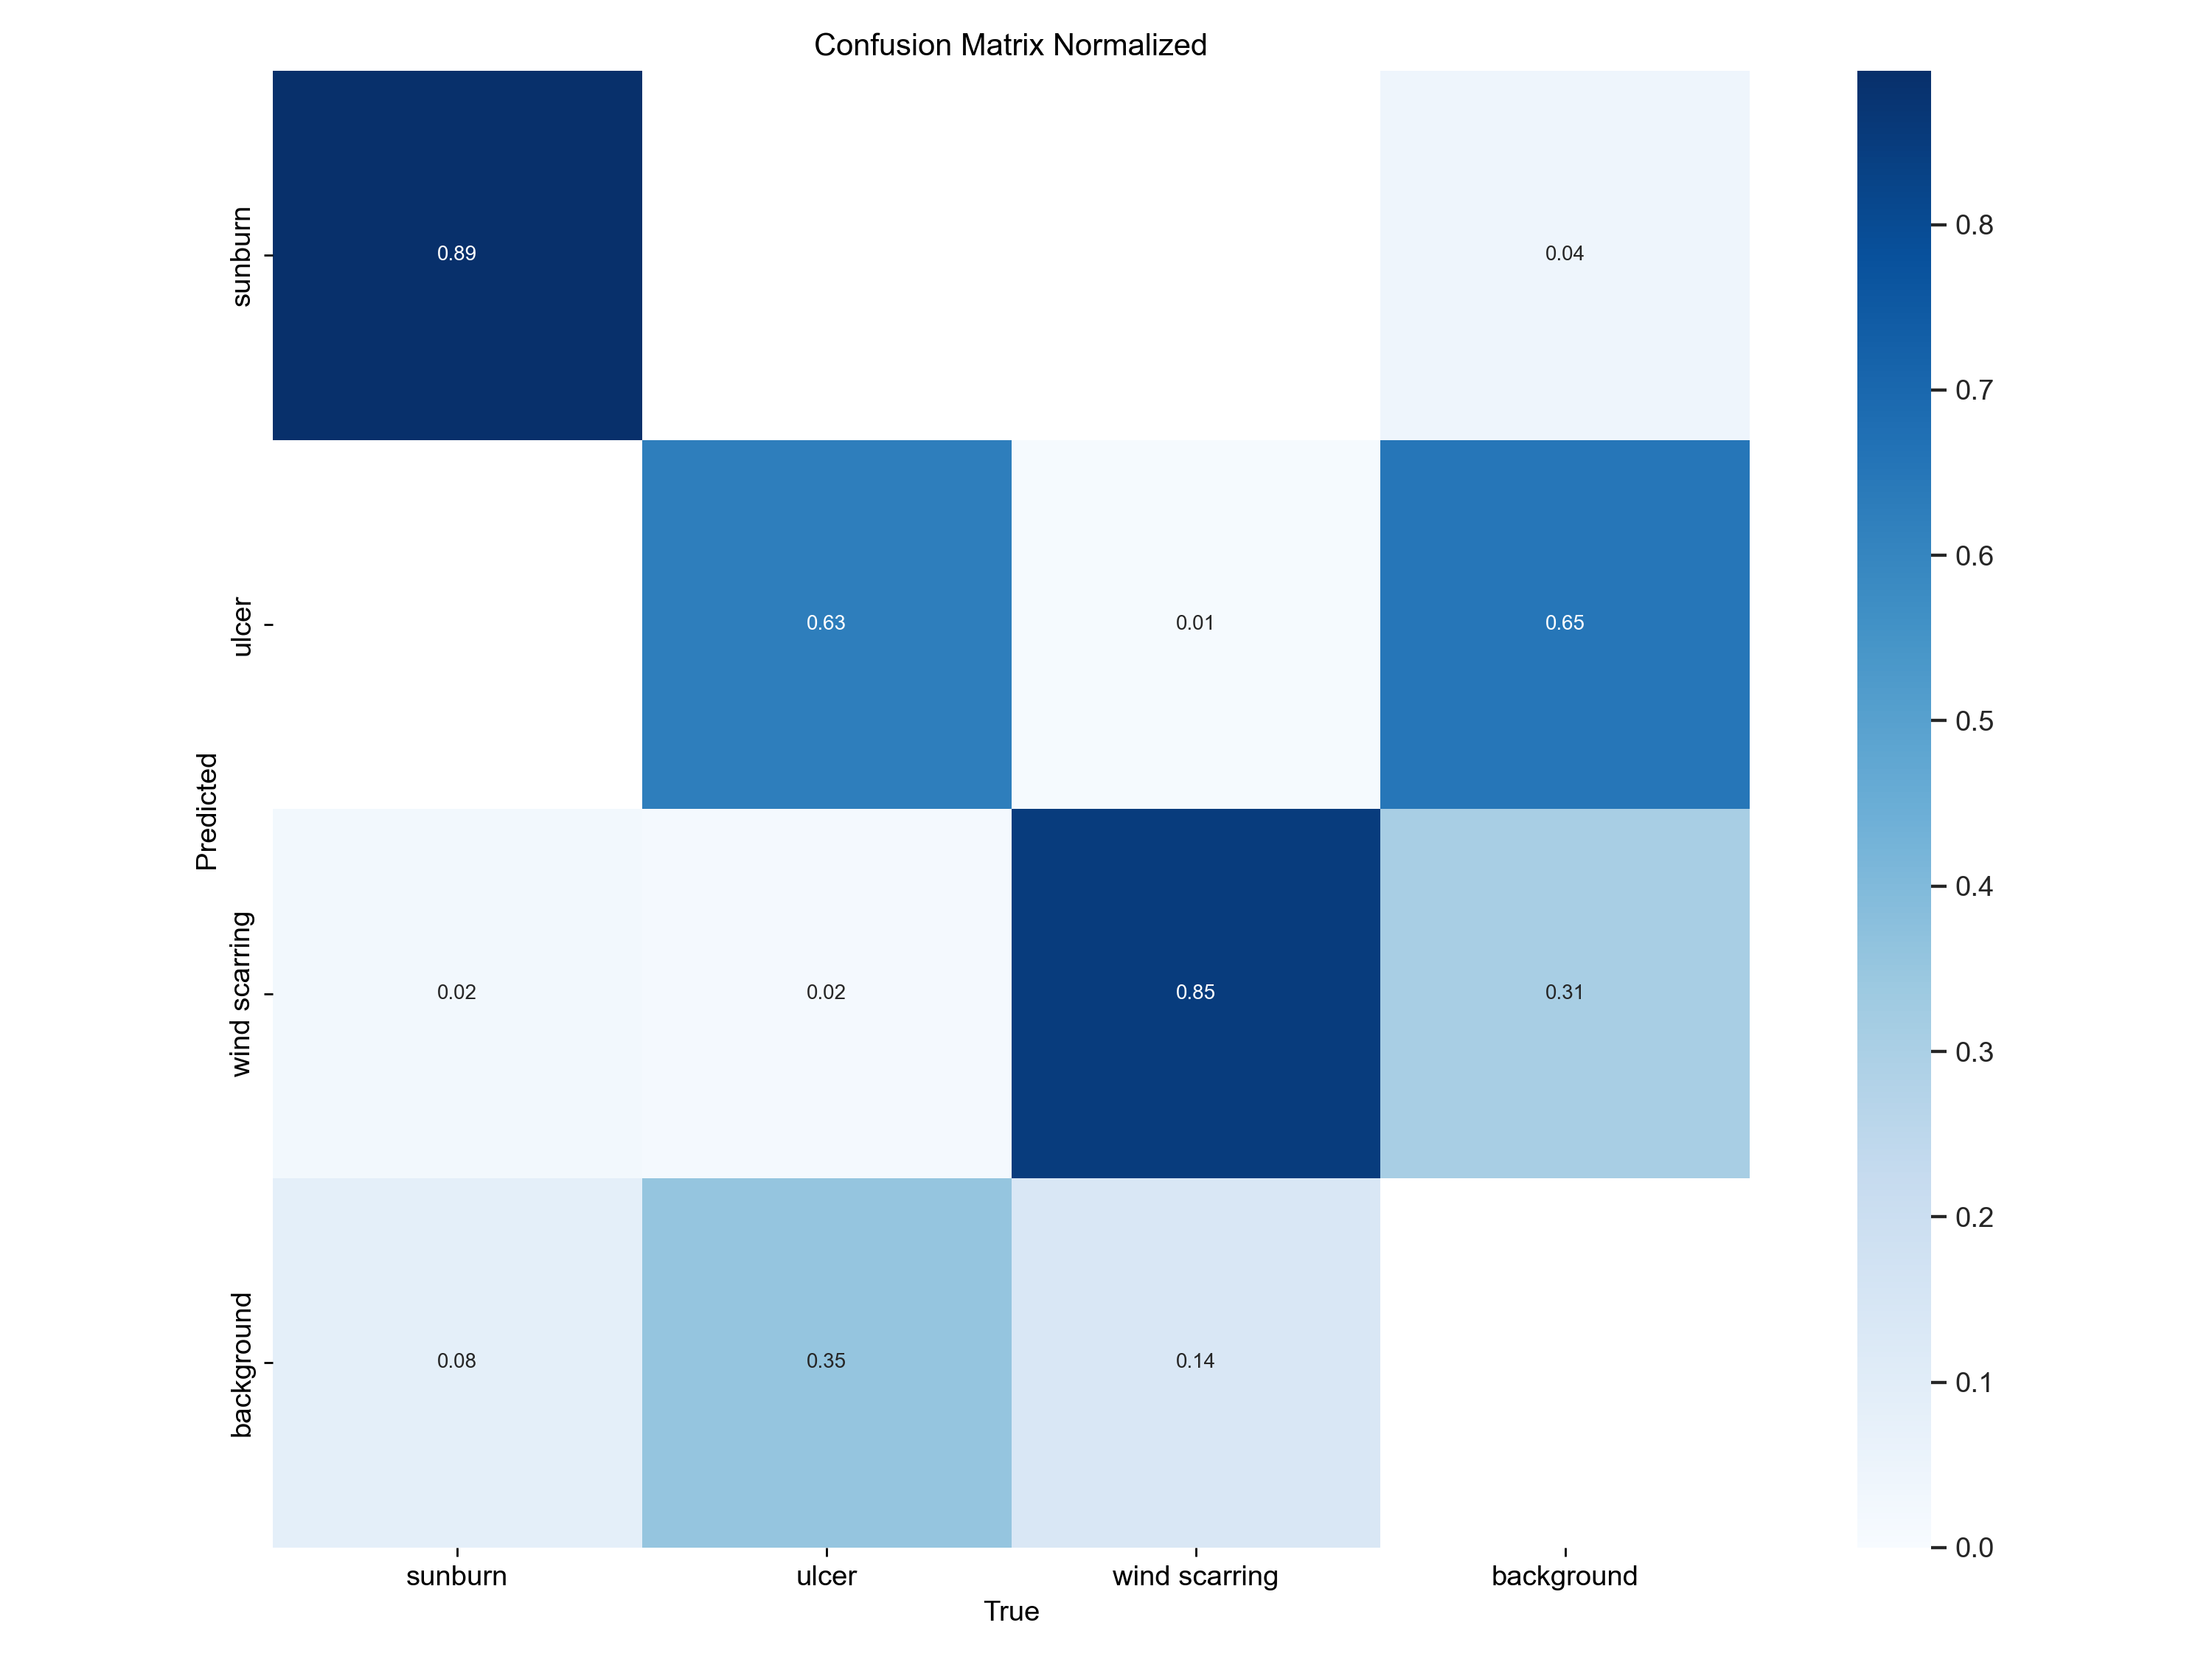 Confusion Matrix Normalized
sunburn
0.89
0.04
ulcer
0.63
0.01
0.65
wind scarring
0.02
0.02
0.85
0.31
background
0.08
0.35
0.14
Predicted
sunburn
ulcer
wind scarring
background
True
0.8
0.7
0.6
0.5
0.4
0.3
0.2
0.1
0.0